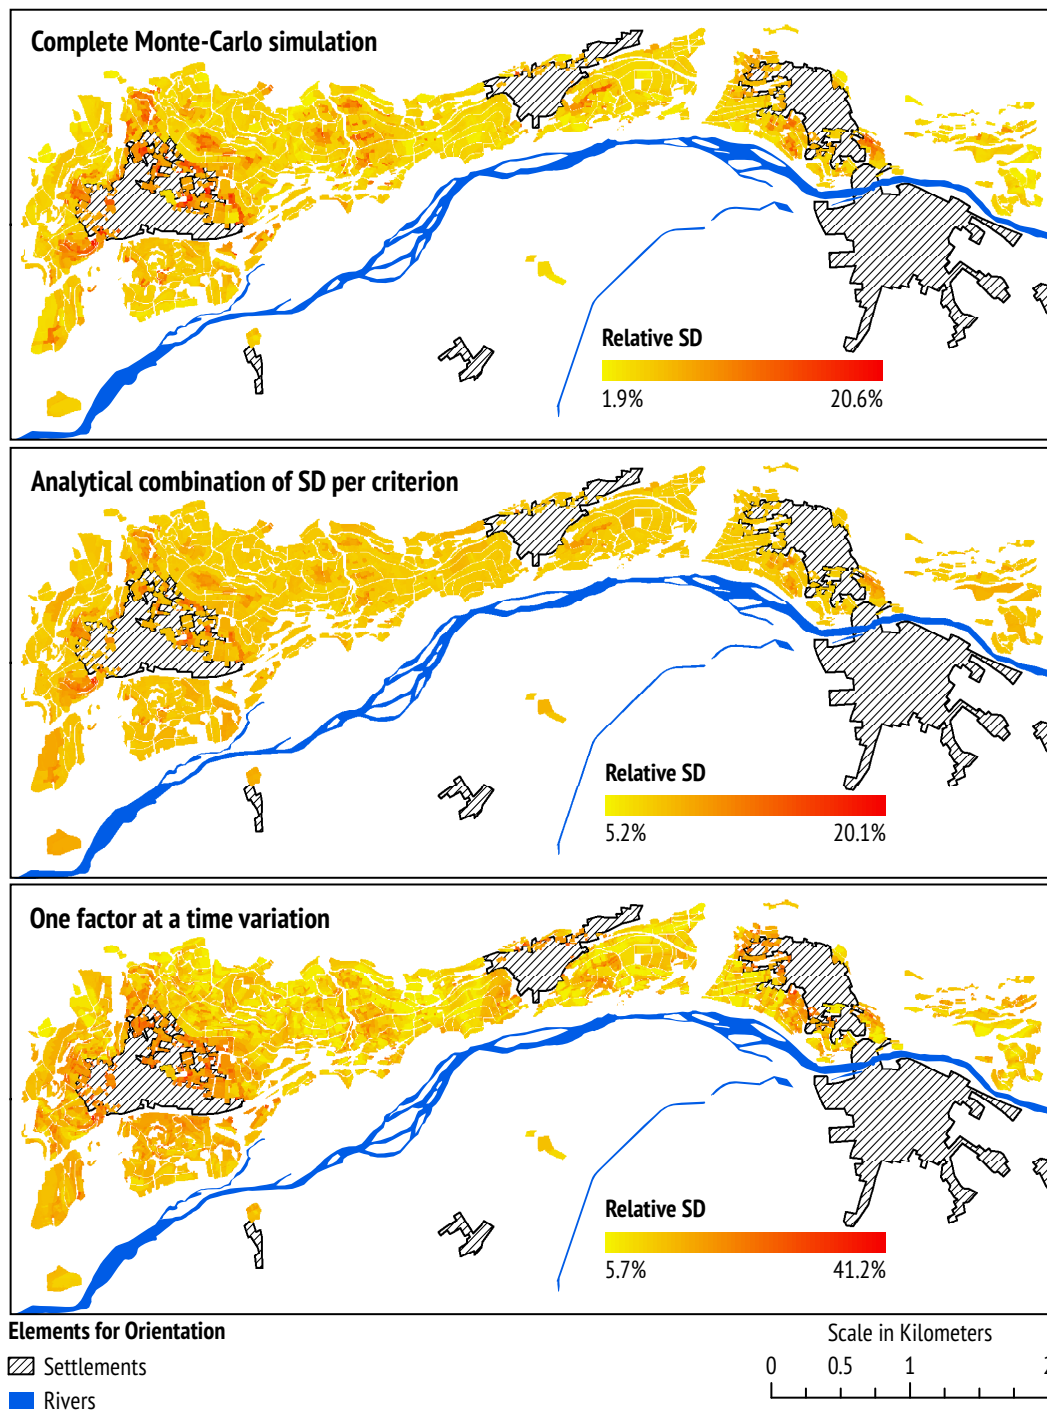 Complete Monte-Carlo simulation
Relative SD
1.9% 20.6%
Analytical combination of SD per criterion
Relative SD
5.2% 20.1%
One factor at a time variation
Relative SD
5.7% 41.2%
Elements for Orientation
Settlements
Rivers
Scale in Kilometers
0 0.5 1